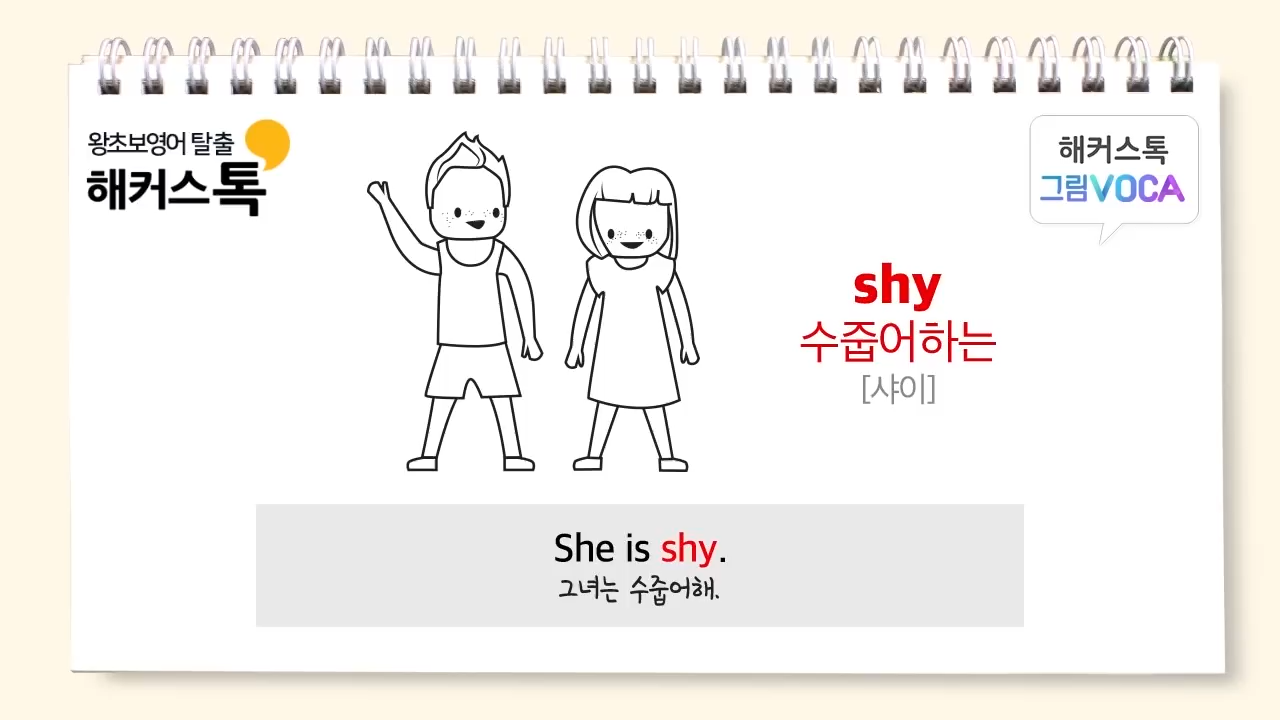 왕초보영어 탈출
해커스톡
해커스톡
그림VOCA
shy
수줍어하는
[샤이]
She is shy.
그녀는 수줍어해.